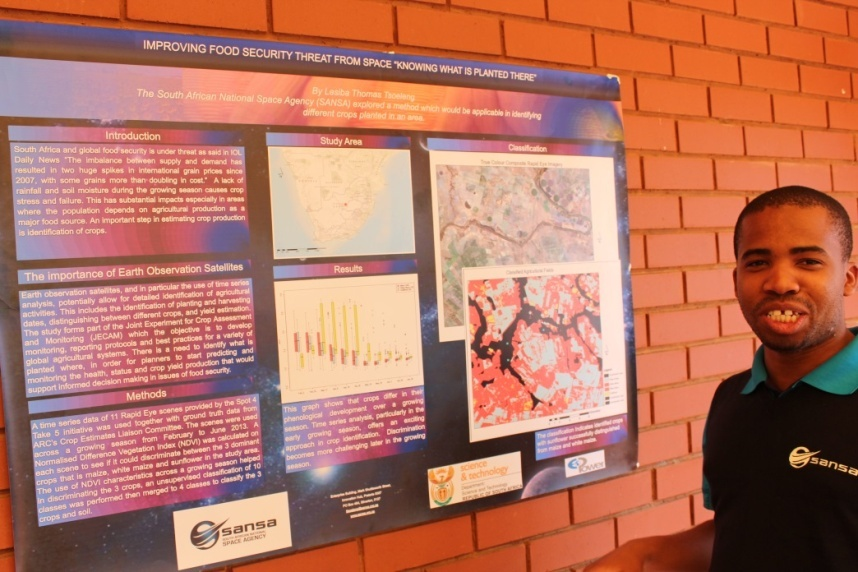 IMPROVING FOOD SECURITY THREAT FROM SPACE "KNOWING WHAT IS PLANTED THERE"
By Lesiba Thomas Tsoeleng
The South African National Space Agency (SANSA) explored a method which would be applicable in identifying
different crops planted in an area.
Introduction
South Africa and global food security is under threat as said in IOL
Daily News "The imbalance between supply and demand has
resulted in two huge spikes in international grain prices since
2007, with some grains more than doubling in cost." A lack of
rainfall and soil moisture during the growing season causes crop
stress and failure. This has substantial impacts especially in areas
where the population depends on agricultural production as a
major food source. An important step in estimating crop production
is identification of crops.
The importance of Earth Observation Satellites
Earth observation satellites, and in particular the use of time series
analysis, potentially allow for detailed identification of agricultural
activities. This includes the identification of planting and harvesting
dates, distinguishing between different crops, and yield estimation.
The study forms part of the Joint Experiment for Crop Assessment
and Monitoring (JECAM) which the objective is to develop
monitoring, reporting protocols and best practices for a variety of
global agricultural systems. There is a need to identify what is
planted where, in order for planners to start predicting and
monitoring the health, status and crop yield production that would
support informed decision making in issues of food security.
Methods
A time series data of 11 Rapid Eye scenes provided by the Spot 4
Take 5 initiative was used together with ground truth data from
ARC's Crop Estimates Liaison Committee. The scenes were used
across a growing season from February to June 2013. A
Normalised Difference Vegetation Index (NDVI) was calculated on
each scene to see if it could discriminate between the 3 dominant
crops that is maize, white maize and sunflower in the study area.
The use of NDVI characteristics across a growing season helped
in discriminating the 3 crops, an unsupervised classification of 10
classes was performed then merged to 4 classes to classify the 3
crops and soil.
sansa
SOUTH AFRICAN NATIONAL
SPACE AGENCY
Study Area
Results
This graph shows that crops differ in their
phenological development over a growing
season. Time series analysis, particularly in the
early growing season, offers an exciting
approach in crop identification. Discrimination
becomes more challenging later in the growing
season.
Classification
True Colour Composite Rapid Eye Imagery
Classified Agriculture Fields
The classification indicates identified crops
with sunflower successfully distinguished
from maize and white maize.
science
& technology
Department:
Science and Technology
REPUBLIC OF SOUTH AFRICA
sansa